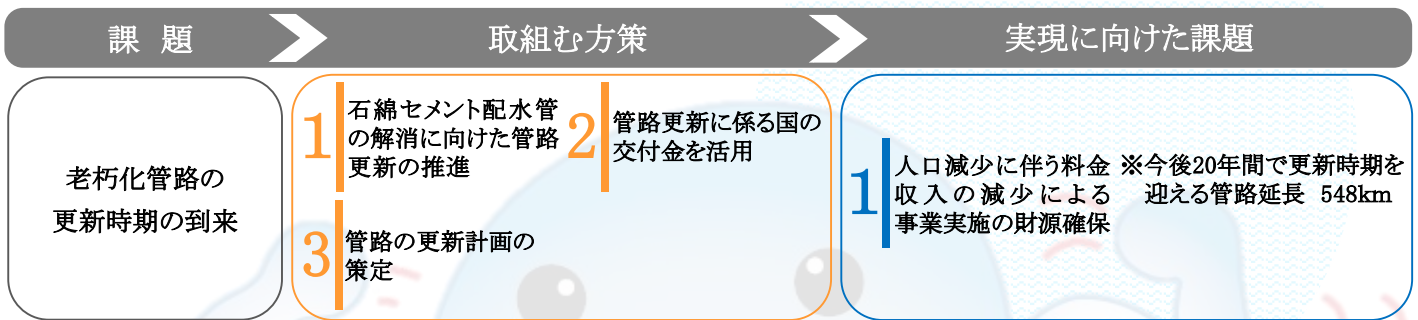 課 題
取組む方策
実現に向けた課題
老朽化管路の
更新時期の到来
1
石綿セメント配水管
の解消に向けた管路
更新の推進
2
管路更新に係る国の
交付金を活用
3
管路の更新計画の
策定
1
人口減少に伴う料金
収入の減少による
事業実施の財源確保
※今後20年間で更新時期を
迎える管路延長 548km